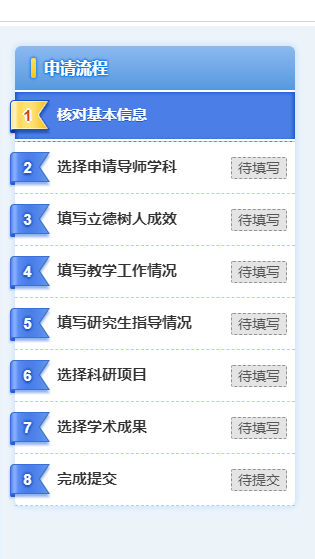 申请流程
1 核对基本信息
2 选择申请导师学科 待填写
3 填写立德树人成效 待填写
4 填写教学工作情况 待填写
5 填写研究生指导情况 待填写
6 选择科研项目 待填写
7 选择学术成果 待填写
8 完成提交 待提交